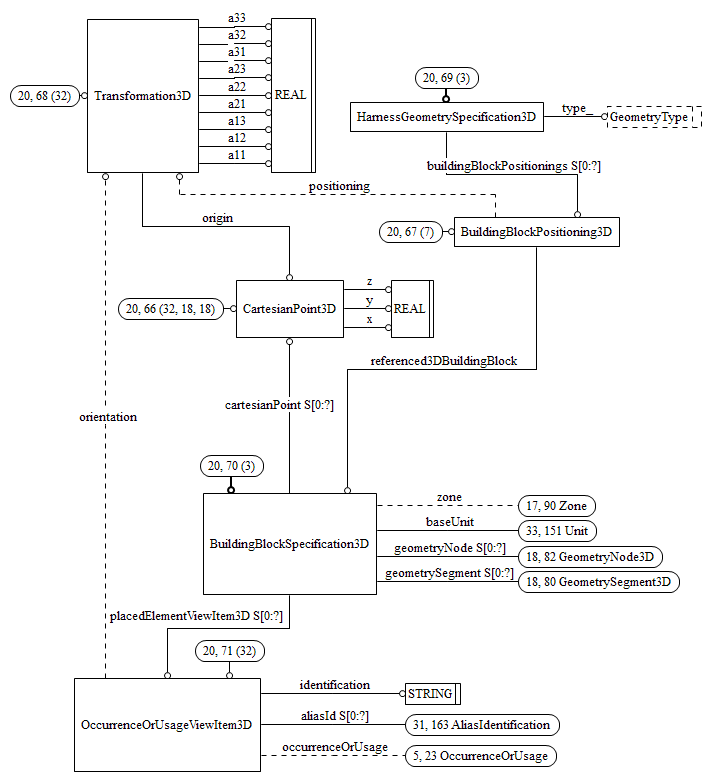 a33
a32
a31
a23
a22
a21
a13
a12
a11
20, 68 (32)
Transformation3D
REAL
20, 69 (3)
HarnessGeometrySpecification3D
type_
GeometryType
buildingBlockPositionings S[0:?]
positioning
origin
20, 67 (7)
BuildingBlockPositioning3D
20, 66 (32, 18, 18)
CartesianPoint3D
z
y
x
REAL
referenced3DBuildingBlock
cartesianPoint S[0:?]
orientation
20, 70 (3)
BuildingBlockSpecification3D
zone
17, 90 Zone
baseUnit
33, 151 Unit
geometryNode S[0:?]
18, 82 GeometryNode3D
geometrySegment S[0:?]
18, 80 GeometrySegment3D
placedElementViewItem3D S[0:?]
20, 71 (32)
OccurrenceOrUsageViewItem3D
identification
STRING
aliasId S[0:?]
31, 163 AliasIdentification
occurrenceOrUsage
5, 23 OccurrenceOrUsage